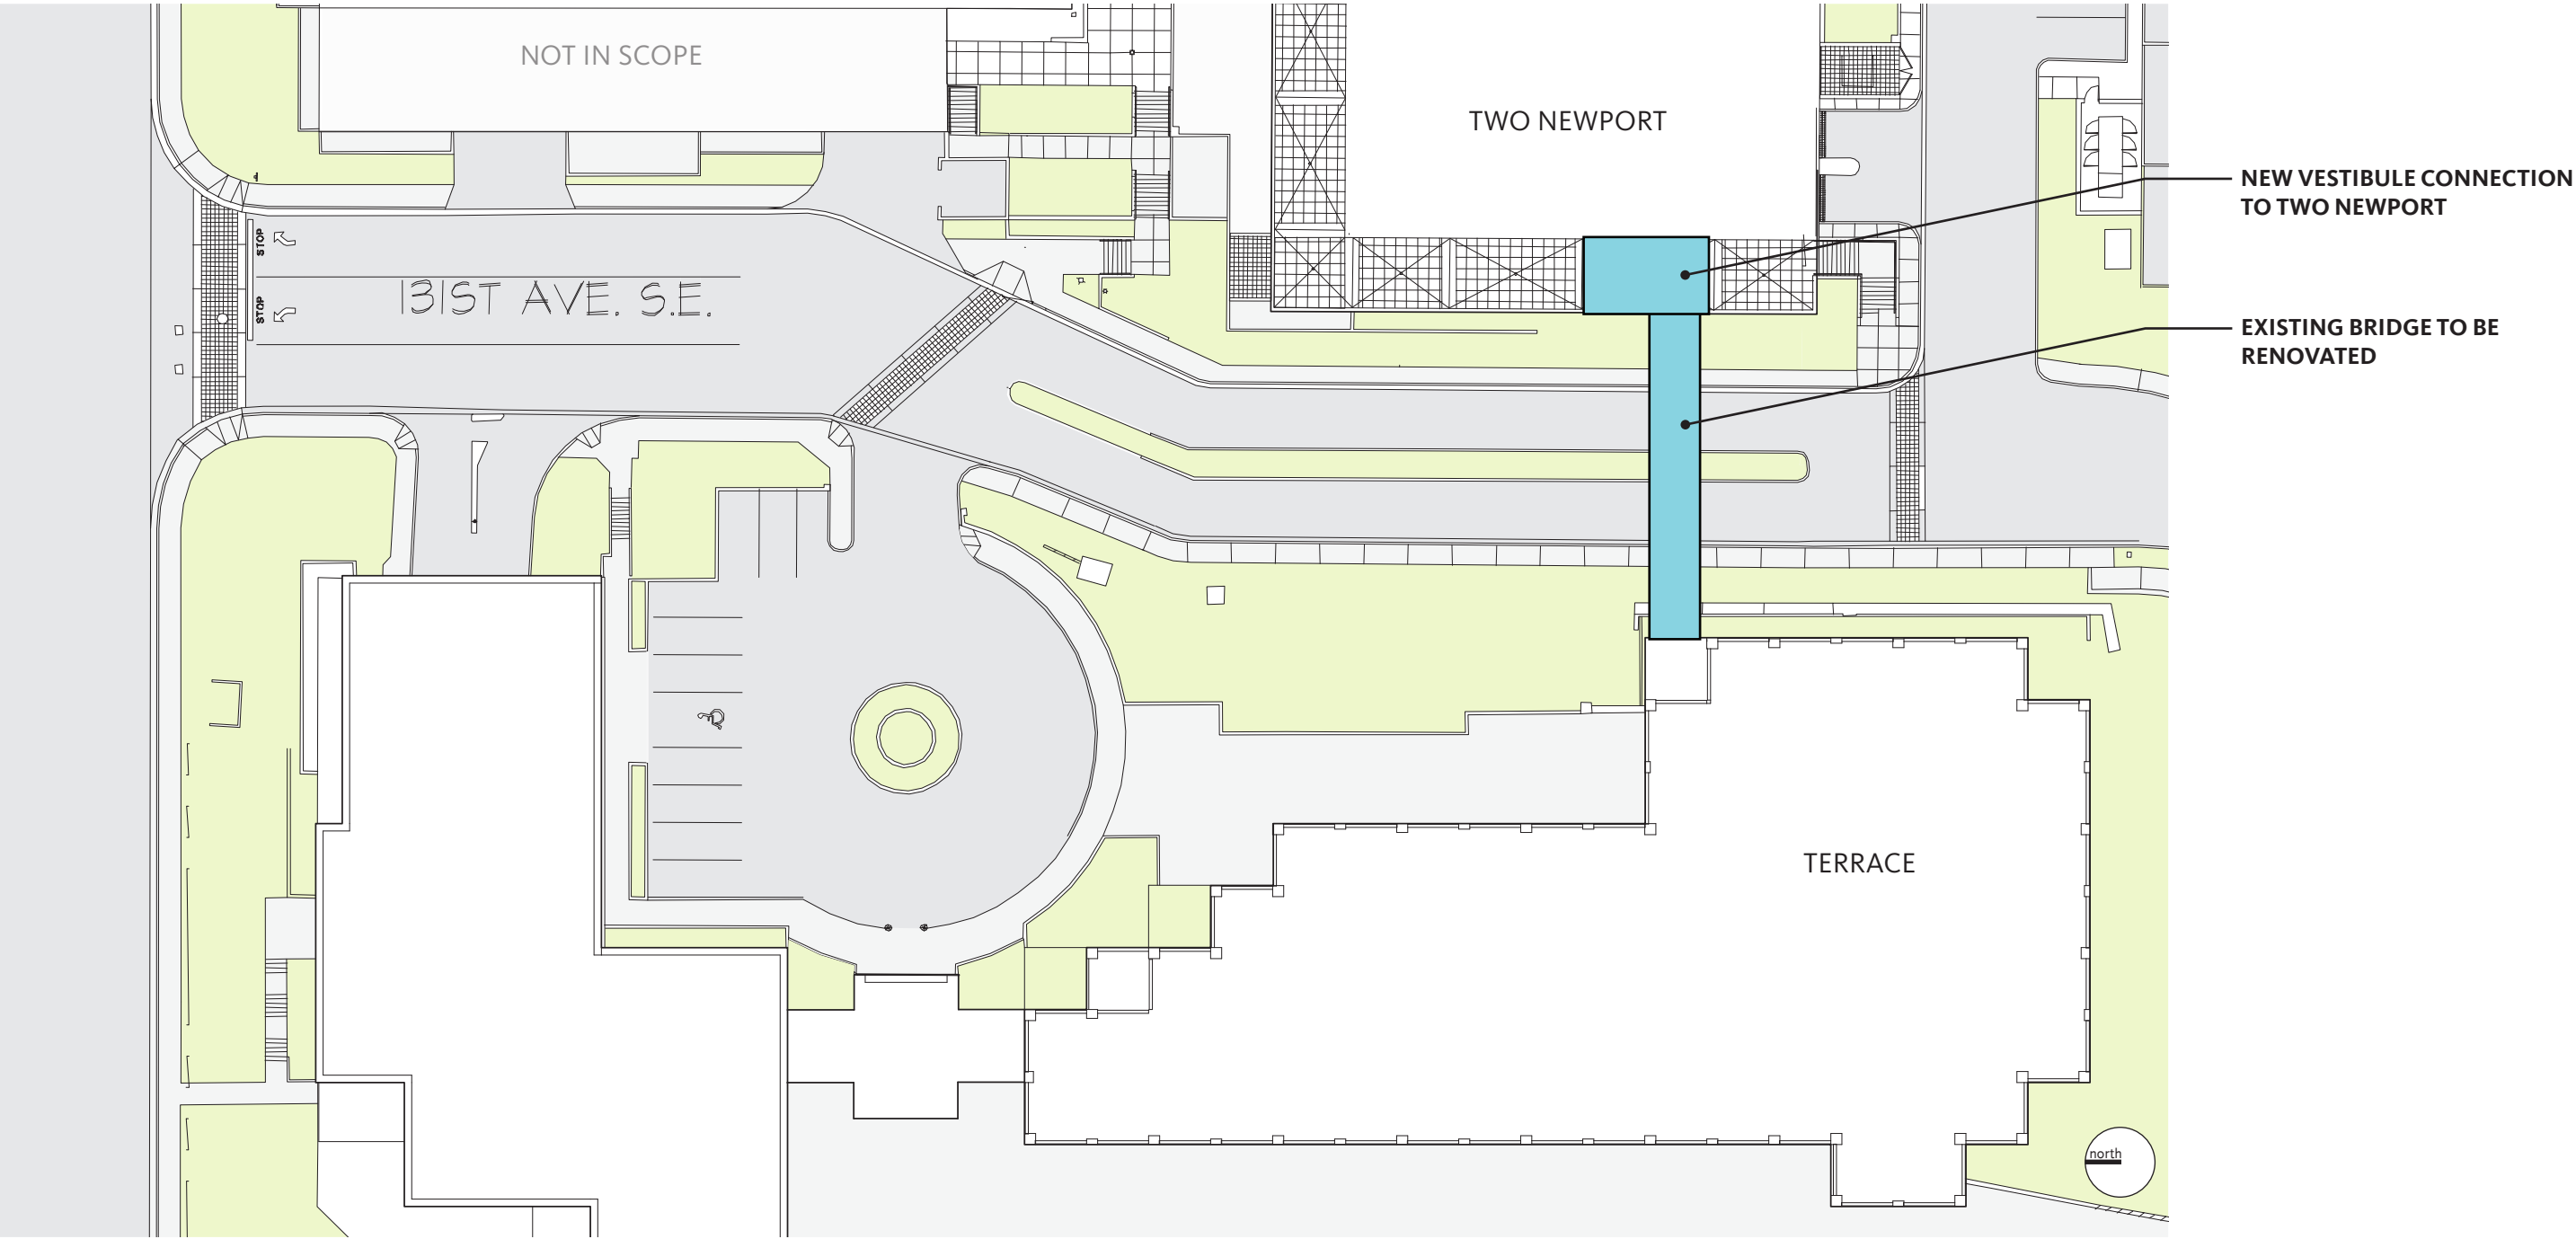 NOT IN SCOPE
TWO NEWPORT
NEW VESTIBULE CONNECTION
TO TWO NEWPORT
STOP
131ST AVE. S.E.
STOP
EXISTING BRIDGE TO BE
RENOVATED
TERRACE
north